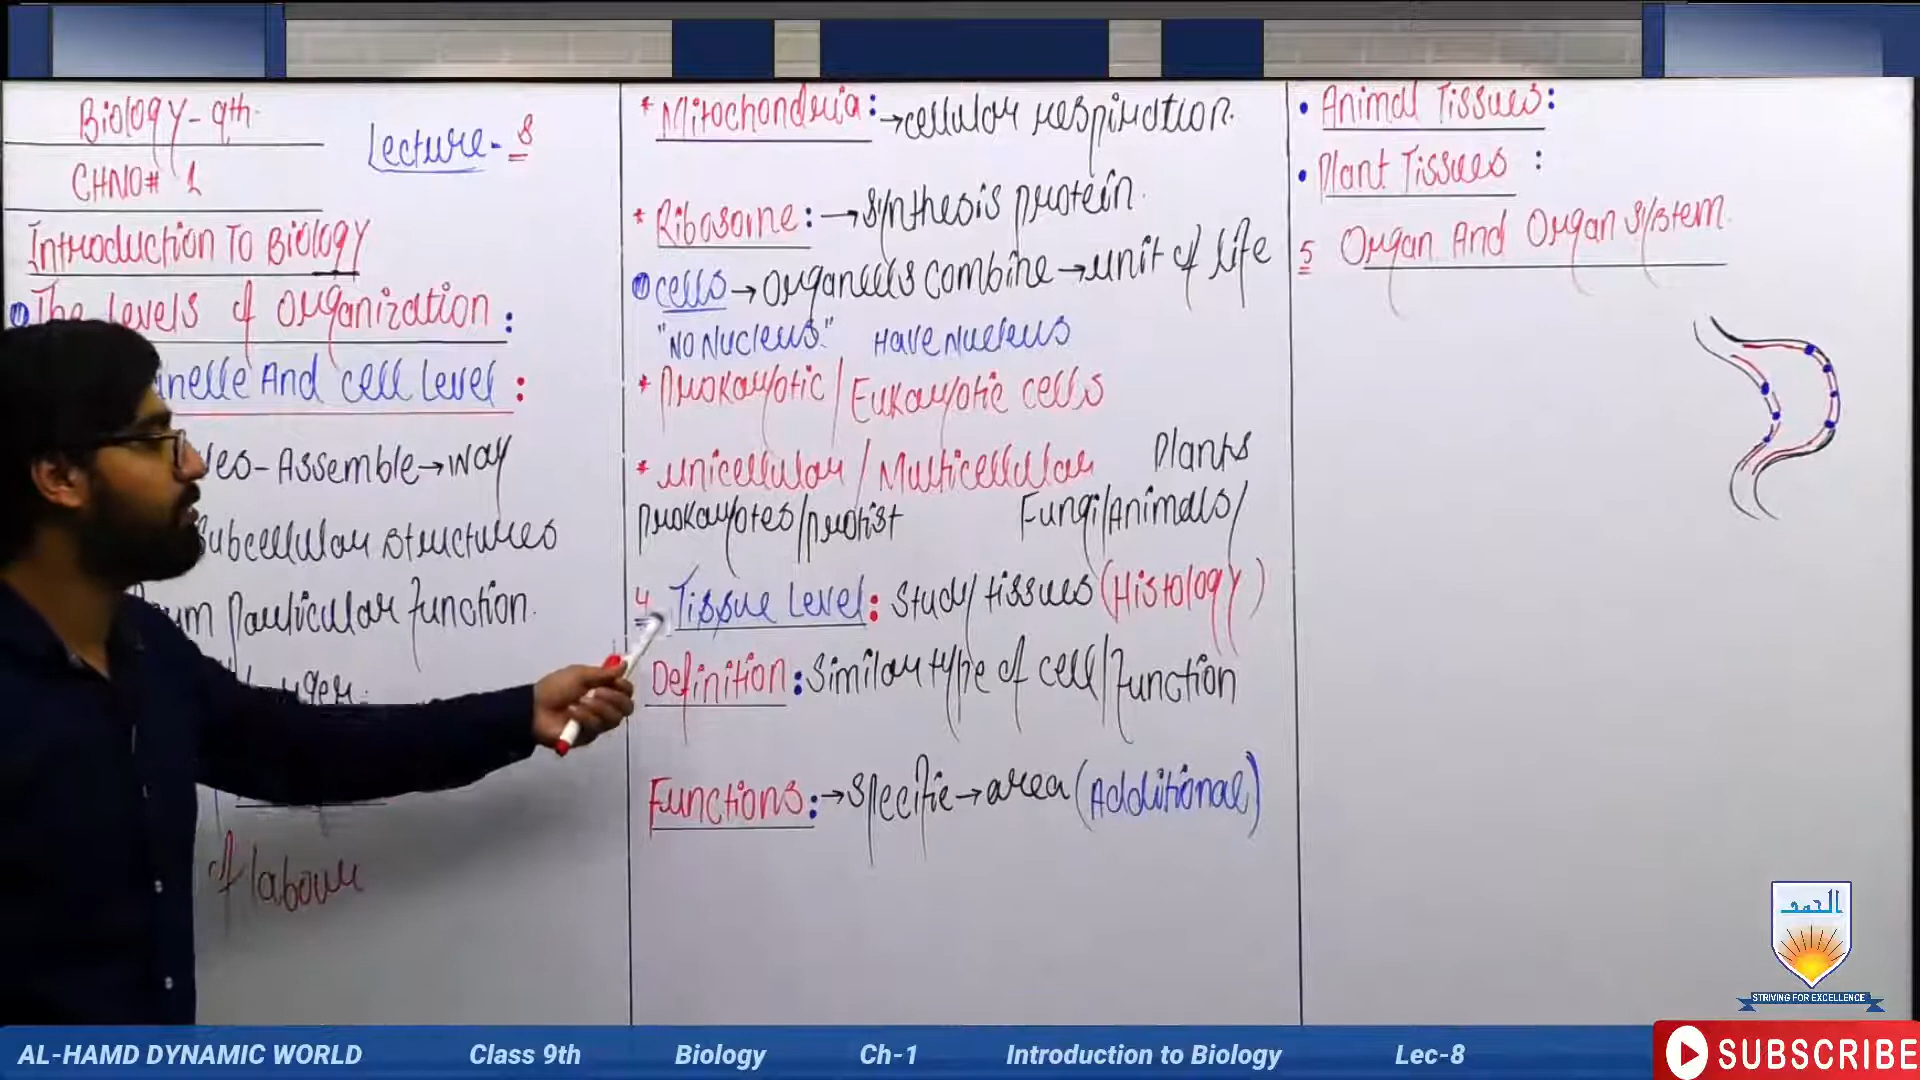 Biology-9th.
Lecture-8
CHNO# 1
Introduction To Biology
The Levels of Organization:
nelle And cell Level:
les-Assemble→way
Subcellular structures
Particular function.
of labour
* Mitochondria:→cellular respiration.
* Ribosome:→synthesis protein.
cells→organells combine→unit of life
"No Nucleus" Have nucleus
* Prokaryotic/Eukaryotic cells
* Unicellular/Multicellular Plants
Prokaryotes/protist Fungi/Animals/
4 Tissue Level: Study tissues (Histology)
Definition: Similar type of cell/function
Functions:→specific→area (Additional)
• Animal Tissues:
• Plant Tissues:
5 Organ And Organ System
الحمد
STRIVING FOR EXCELLENCE
AL-HAMD DYNAMIC WORLD Class 9th Biology Ch-1 Introduction to Biology Lec-8
SUBSCRIBE